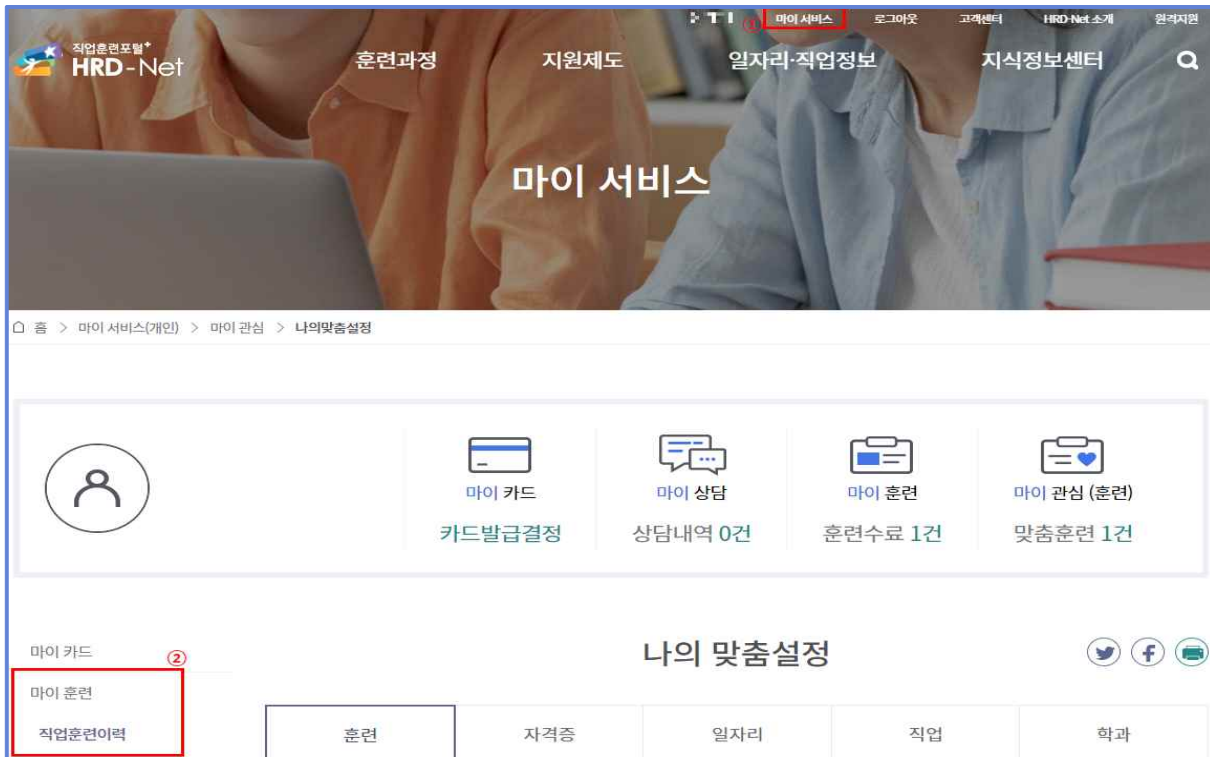 ① 마이 서비스 로그아웃 고객센터 HRD-Net 소개 원격지원
직업훈련포털+
HRD-Net
훈련과정 지원제도 일자리·직업정보 지식정보센터
마이 서비스
홈 > 마이 서비스(개인) > 마이 관심 > 나의맞춤설정
마이 카드 마이 상담 마이 훈련 마이 관심 (훈련)
카드발급결정 상담내역 0건 훈련수료 1건 맞춤훈련 1건
마이 카드
②
나의 맞춤설정
마이 훈련
직업훈련이력
훈련 자격증 일자리 직업 학과